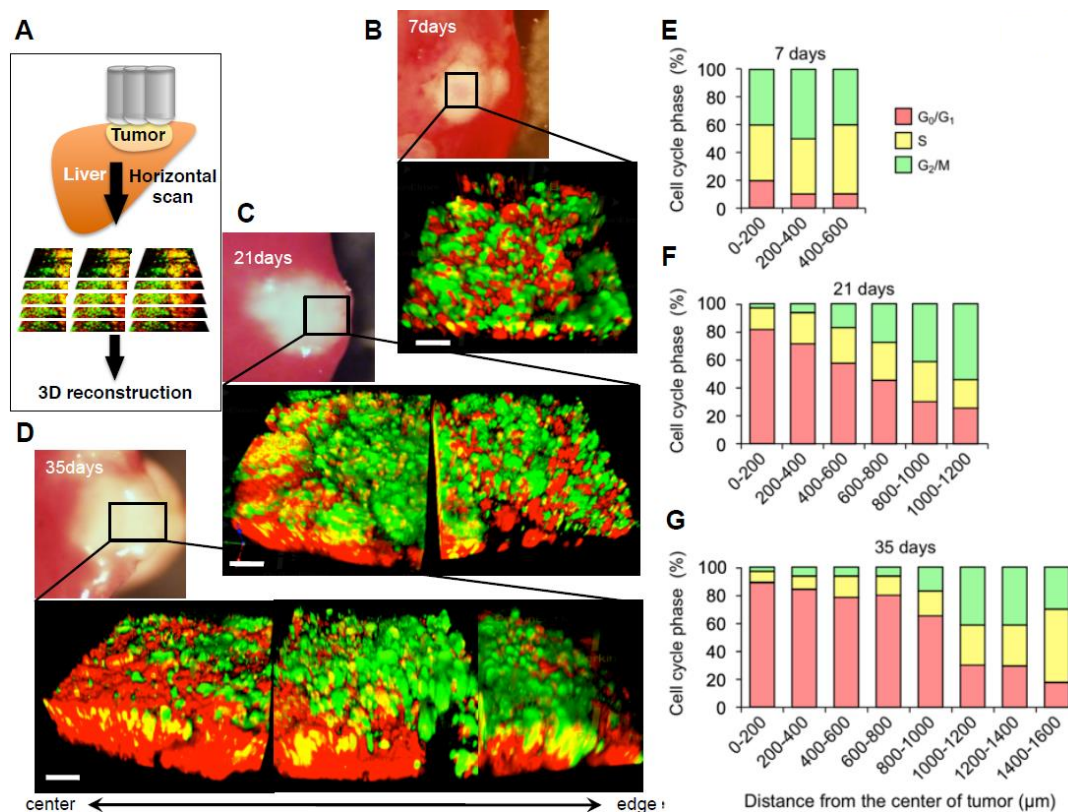 A
Tumor
Liver
Horizontal
scan
3D reconstruction
B
7days
C
21days
D
35days
center
edge
E
7 days
Cell cycle phase (%)
100
80
60
40
20
0
0-200
200-400
400-600
G₀/G₁
S
G₂/M
F
21 days
Cell cycle phase (%)
100
80
60
40
20
0
0-200
200-400
400-600
600-800
800-1000
1000-1200
G
35 days
Cell cycle phase (%)
100
80
60
40
20
0
0-200
200-400
400-600
600-800
800-1000
1000-1200
1200-1400
1400-1600
Distance from the center of tumor (μm)